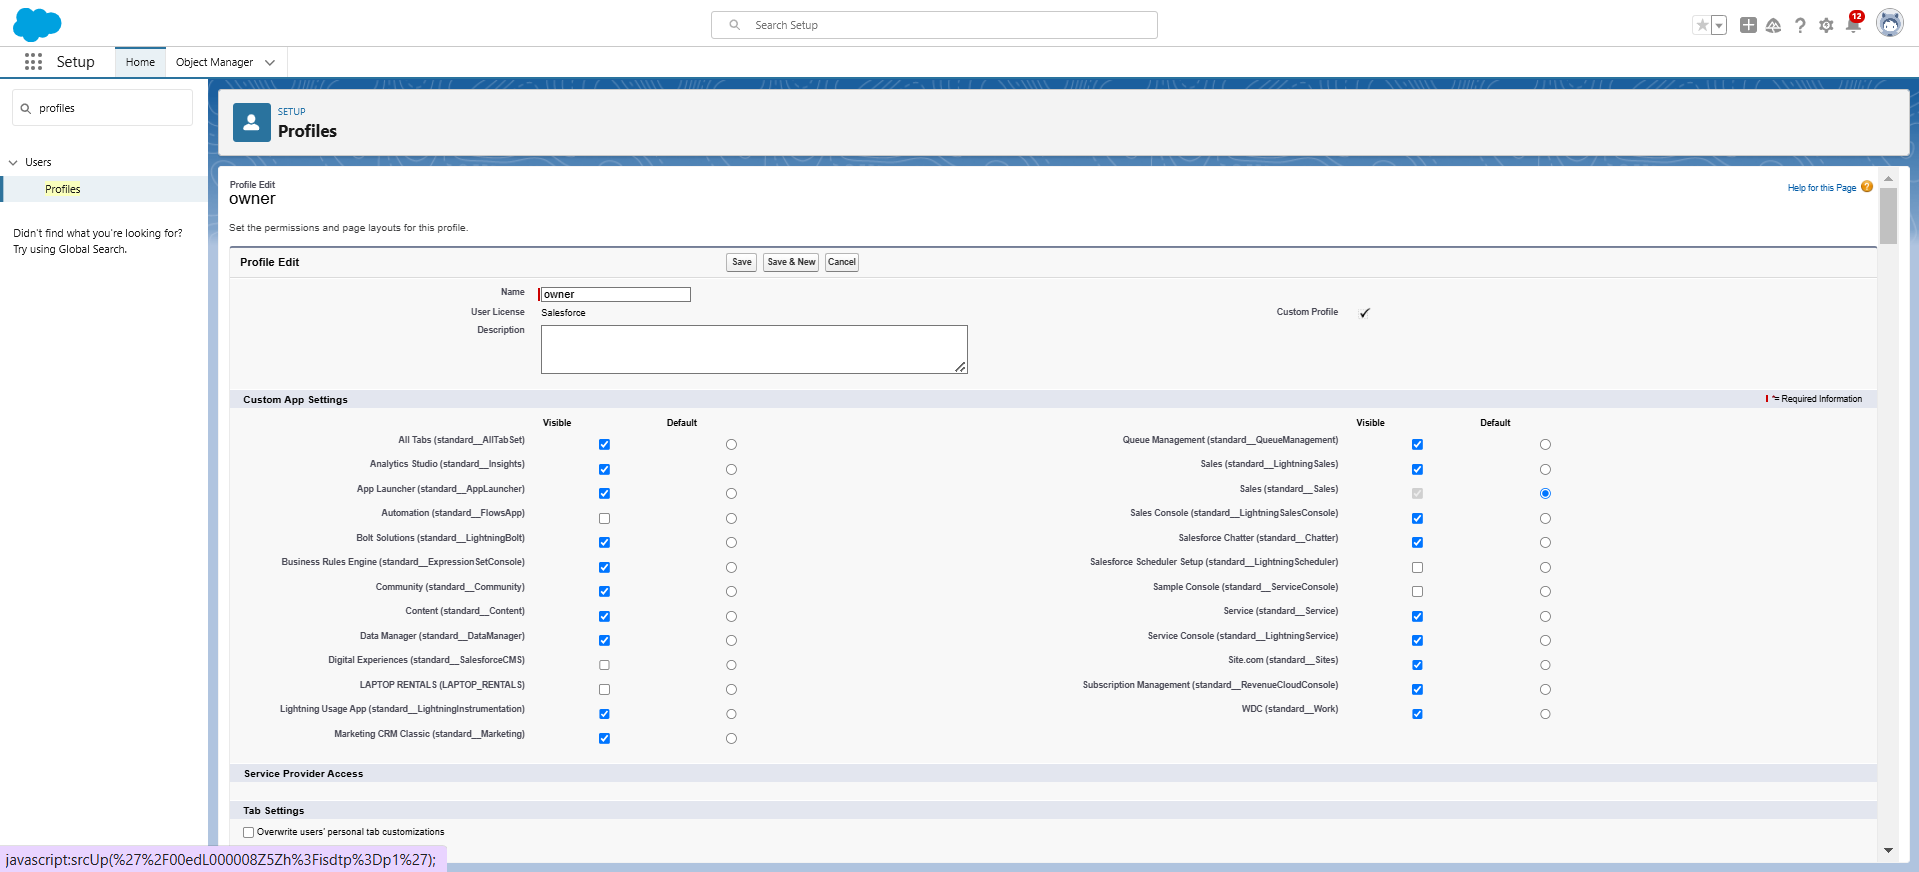 Search Setup
12
Setup
Home
Object Manager
profiles
Users
Profiles
Didn't find what you're looking for?
Try using Global Search.
SETUP
Profiles
Profile Edit
owner
Help for this Page
?
Set the permissions and page layouts for this profile.
Profile Edit
Save
Save & New
Cancel
Name
owner
User License
Salesforce
Custom Profile
Description
Custom App Settings
= Required Information
Visible
Default
Visible
Default
All Tabs (standard__AllTabSet)
Queue Management (standard__QueueManagement)
Analytics Studio (standard__Insights)
Sales (standard__LightningSales)
App Launcher (standard__AppLauncher)
Sales (standard__Sales)
Automation (standard__FlowsApp)
Sales Console (standard__LightningSalesConsole)
Bolt Solutions (standard__LightningBolt)
Salesforce Chatter (standard__Chatter)
Business Rules Engine (standard__ExpressionSetConsole)
Salesforce Scheduler Setup (standard__LightningScheduler)
Community (standard__Community)
Sample Console (standard__ServiceConsole)
Content (standard__Content)
Service (standard__Service)
Data Manager (standard__DataManager)
Service Console (standard__LightningService)
Digital Experiences (standard__SalesforceCMS)
Site.com (standard__Sites)
LAPTOP RENTALS (LAPTOP_RENTALS)
Subscription Management (standard__RevenueCloudConsole)
Lightning Usage App (standard__LightningInstrumentation)
WDC (standard__Work)
Marketing CRM Classic (standard__Marketing)
Service Provider Access
Tab Settings
Overwrite users' personal tab customizations
javascript:srcUp(%27%2F00edL000008Z5Zh%3Fisdtp%3Dp1%27);